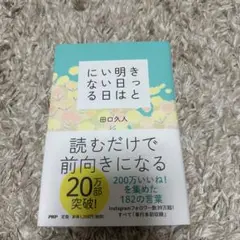 きっと
明日は
いい日
になる
田口久人
読むだけで
前向きになる
20万部
突破!
200万いいね!
を集めた
182の言葉
PHP